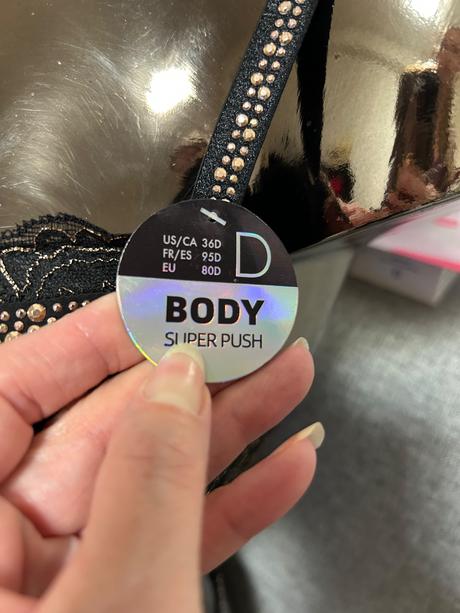 US/CA 36D
FR/ES 95D
EU 80D
D
BODY
SUPER PUSH